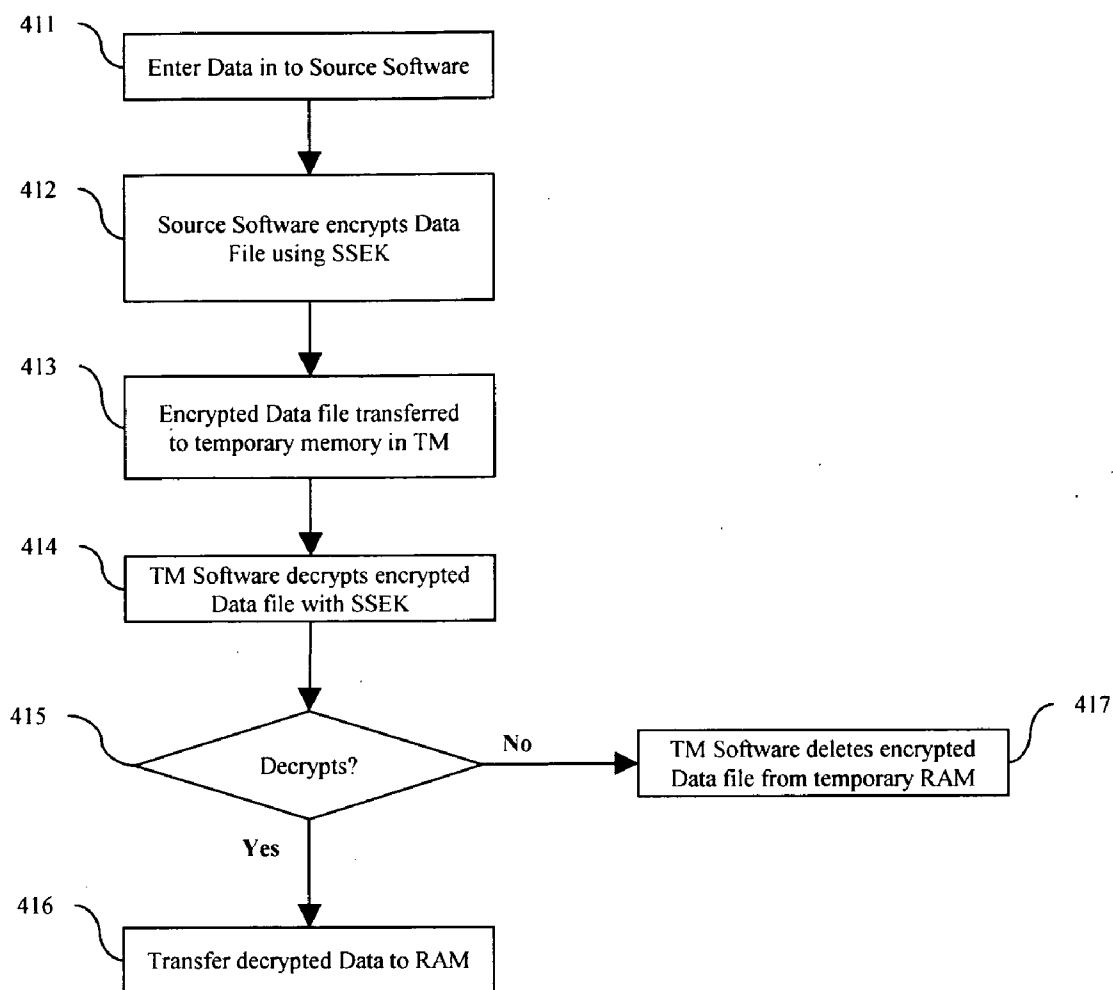 411
Enter Data in to Source Software
412
Source Software encrypts Data
File using SSEK
413
Encrypted Data file transferred
to temporary memory in TM
414
TM Software decrypts encrypted
Data file with SSEK
415
Decrypts?
No
417
TM Software deletes encrypted
Data file from temporary RAM
Yes
416
Transfer decrypted Data to RAM